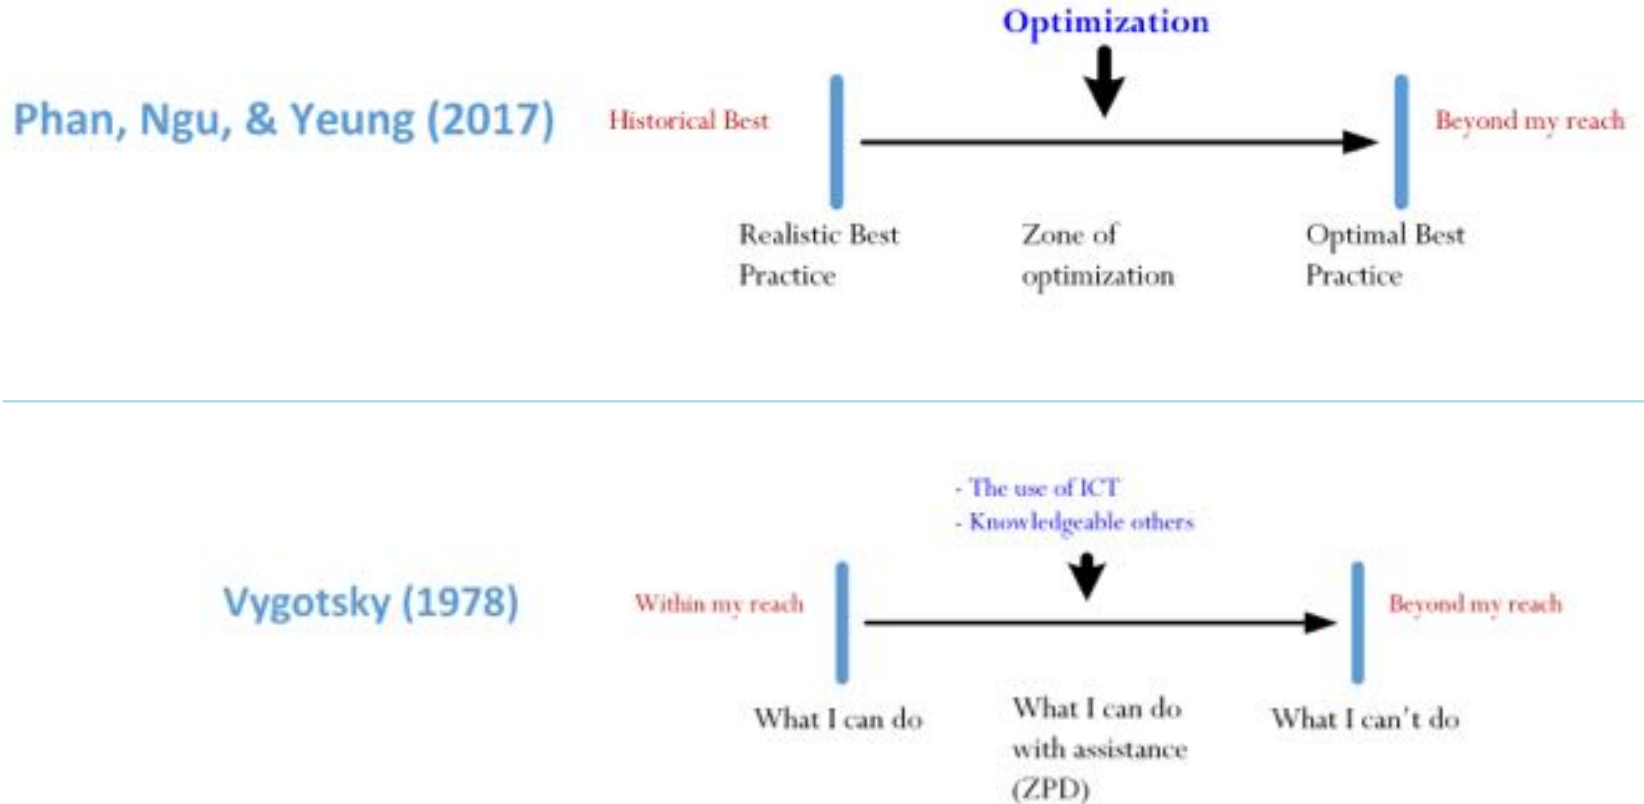 Optimization
Phan, Ngu, & Yeung (2017)
Historical Best
Beyond my reach
Realistic Best
Practice
Zone of
optimization
Optimal Best
Practice
- The use of ICT
- Knowledgeable others
Vygotsky (1978)
Within my reach
Beyond my reach
What I can do
What I can do
with assistance
(ZPD)
What I can't do